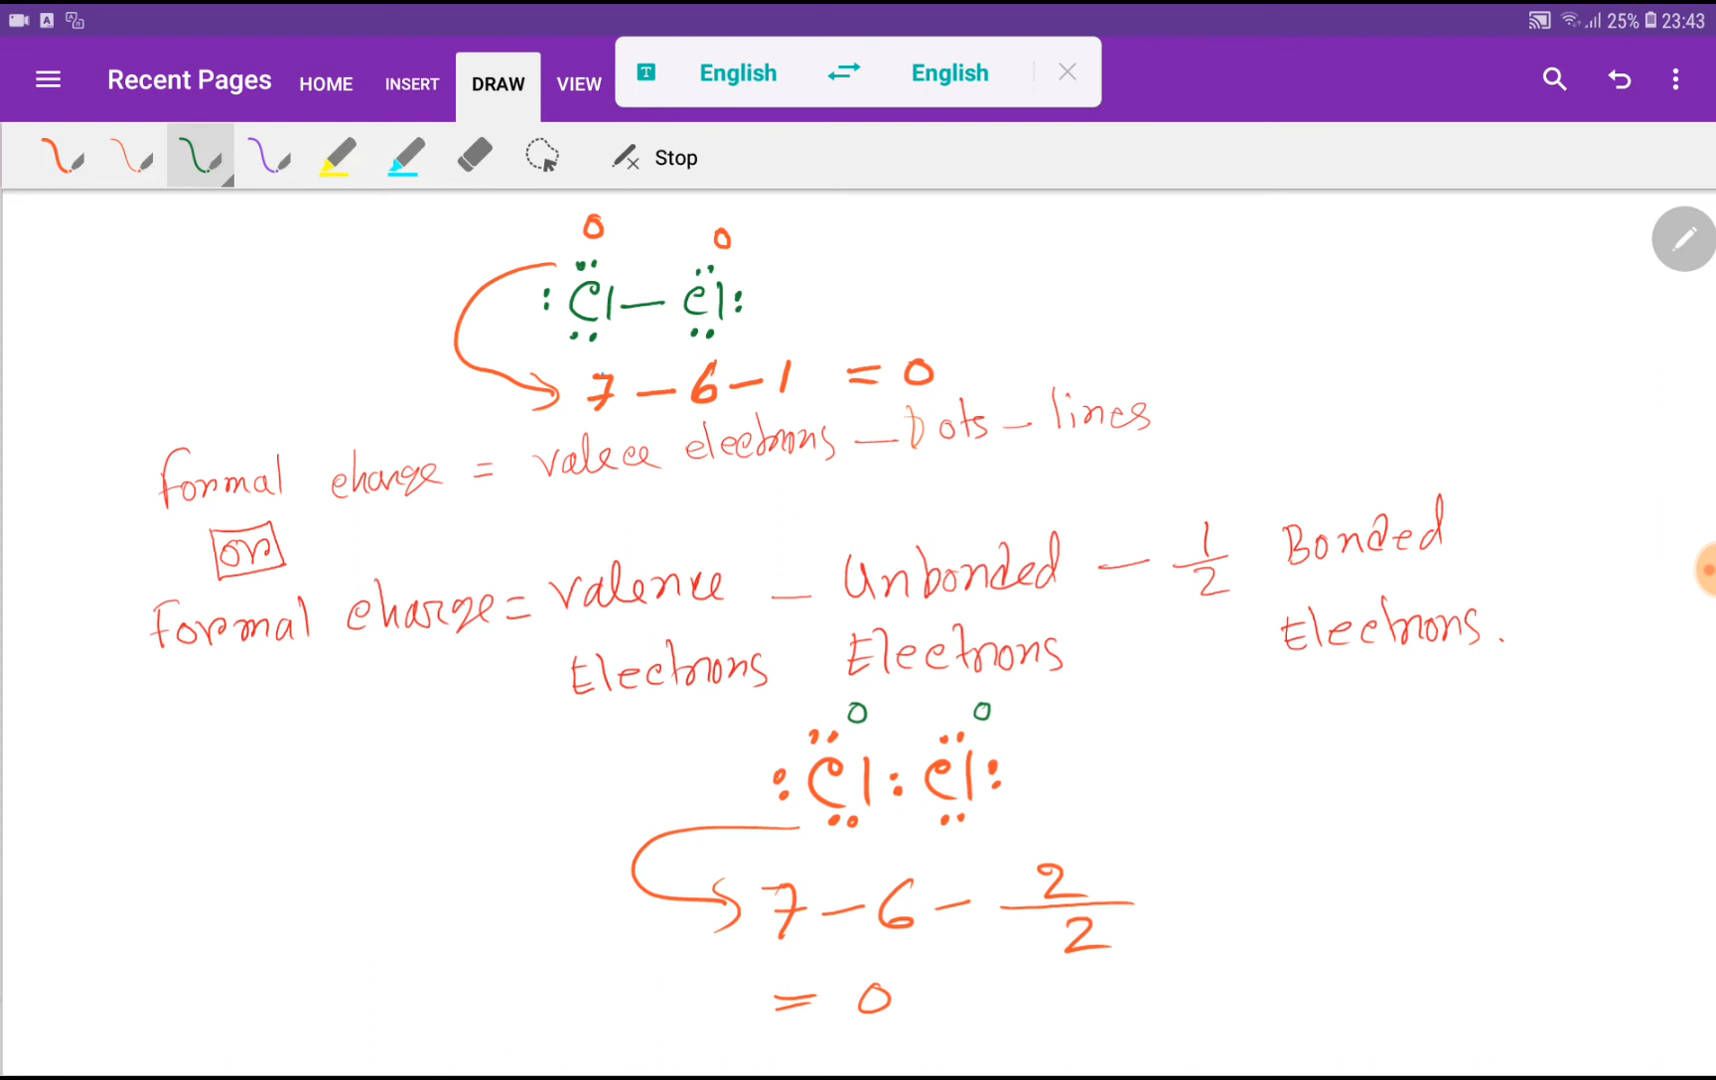 25% 23:43
Recent Pages HOME INSERT DRAW VIEW
English English
Stop
0 0
:Cl—Cl:
7 – 6 – 1 = 0
formal charge = valece electrons – Dots – lines
or
Formal charge = valence Electrons – Unbonded Electrons – 1/2 Bonded Electrons.
0 0
:Cl:Cl:
7 – 6 – 2/2
= 0